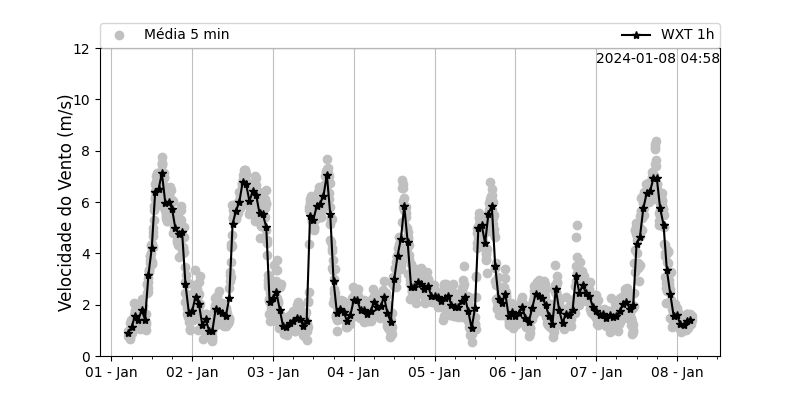 Média 5 min
WXT 1h
2024-01-08 04:58
Velocidade do Vento (m/s)
12
10
8
6
4
2
0
01 - Jan
02 - Jan
03 - Jan
04 - Jan
05 - Jan
06 - Jan
07 - Jan
08 - Jan